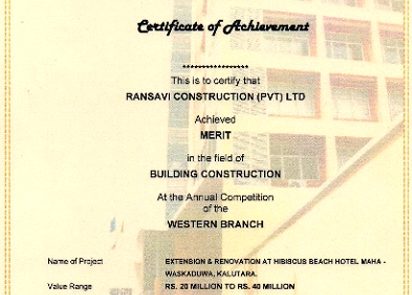 Certificate of Achievement
*****************
This is to certify that
RANSAVI CONSTRUCTION (PVT) LTD
Achieved
MERIT
in the field of
BUILDING CONSTRUCTION
At the Annual Competition
of the
WESTERN BRANCH
Name of Project EXTENSION & RENOVATION AT HIBISCUS BEACH HOTEL MAHA -
WASKADUWA, KALUTARA.
Value Range RS. 20 MILLION TO RS. 40 MILLION